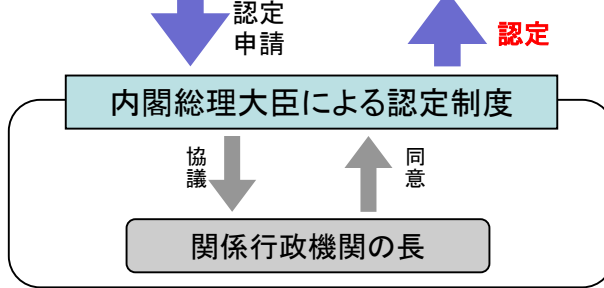 認定
申請
認定
内閣総理大臣による認定制度
協議
同意
関係行政機関の長